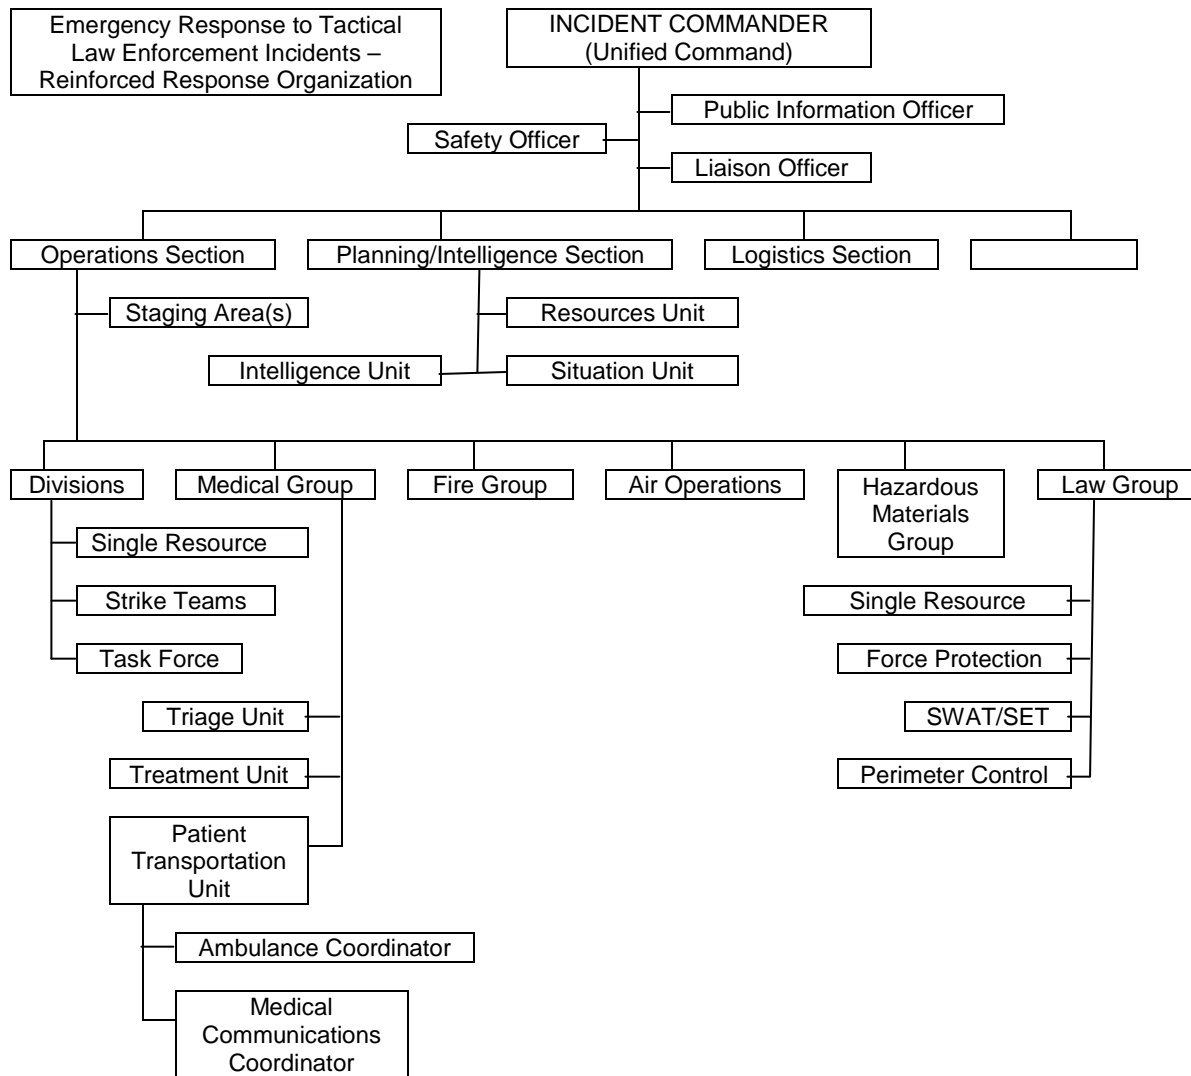 Emergency Response to Tactical
Law Enforcement Incidents –
Reinforced Response Organization
INCIDENT COMMANDER
(Unified Command)
Public Information Officer
Safety Officer
Liaison Officer
Operations Section
Planning/Intelligence Section
Logistics Section
Staging Area(s)
Resources Unit
Intelligence Unit
Situation Unit
Divisions
Medical Group
Fire Group
Air Operations
Hazardous
Materials
Group
Law Group
Single Resource
Strike Teams
Task Force
Triage Unit
Treatment Unit
Patient
Transportation
Unit
Ambulance Coordinator
Medical
Communications
Coordinator
Single Resource
Force Protection
SWAT/SET
Perimeter Control